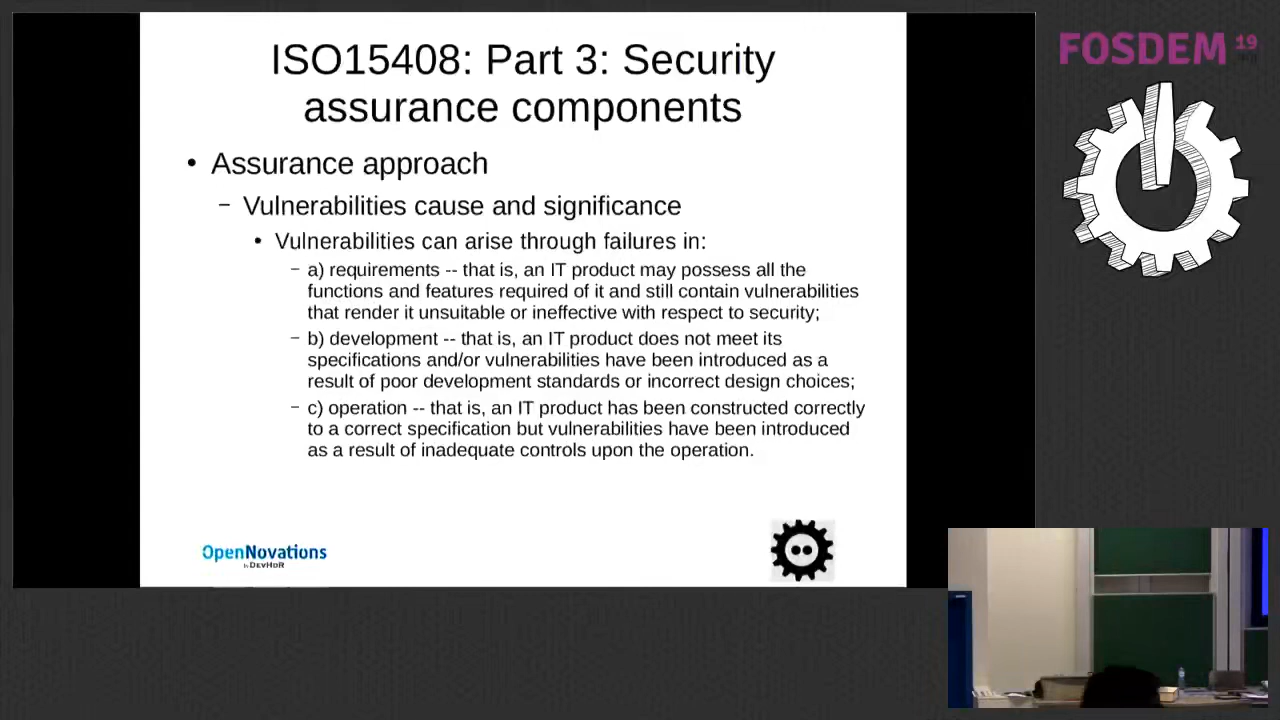 ISO15408: Part 3: Security
assurance components
• Assurance approach
– Vulnerabilities cause and significance
• Vulnerabilities can arise through failures in:
– a) requirements -- that is, an IT product may possess all the
functions and features required of it and still contain vulnerabilities
that render it unsuitable or ineffective with respect to security;
– b) development -- that is, an IT product does not meet its
specifications and/or vulnerabilities have been introduced as a
result of poor development standards or incorrect design choices;
– c) operation -- that is, an IT product has been constructed correctly
to a correct specification but vulnerabilities have been introduced
as a result of inadequate controls upon the operation.
OpenNovations
by DEVHDR
FOSDEM 19